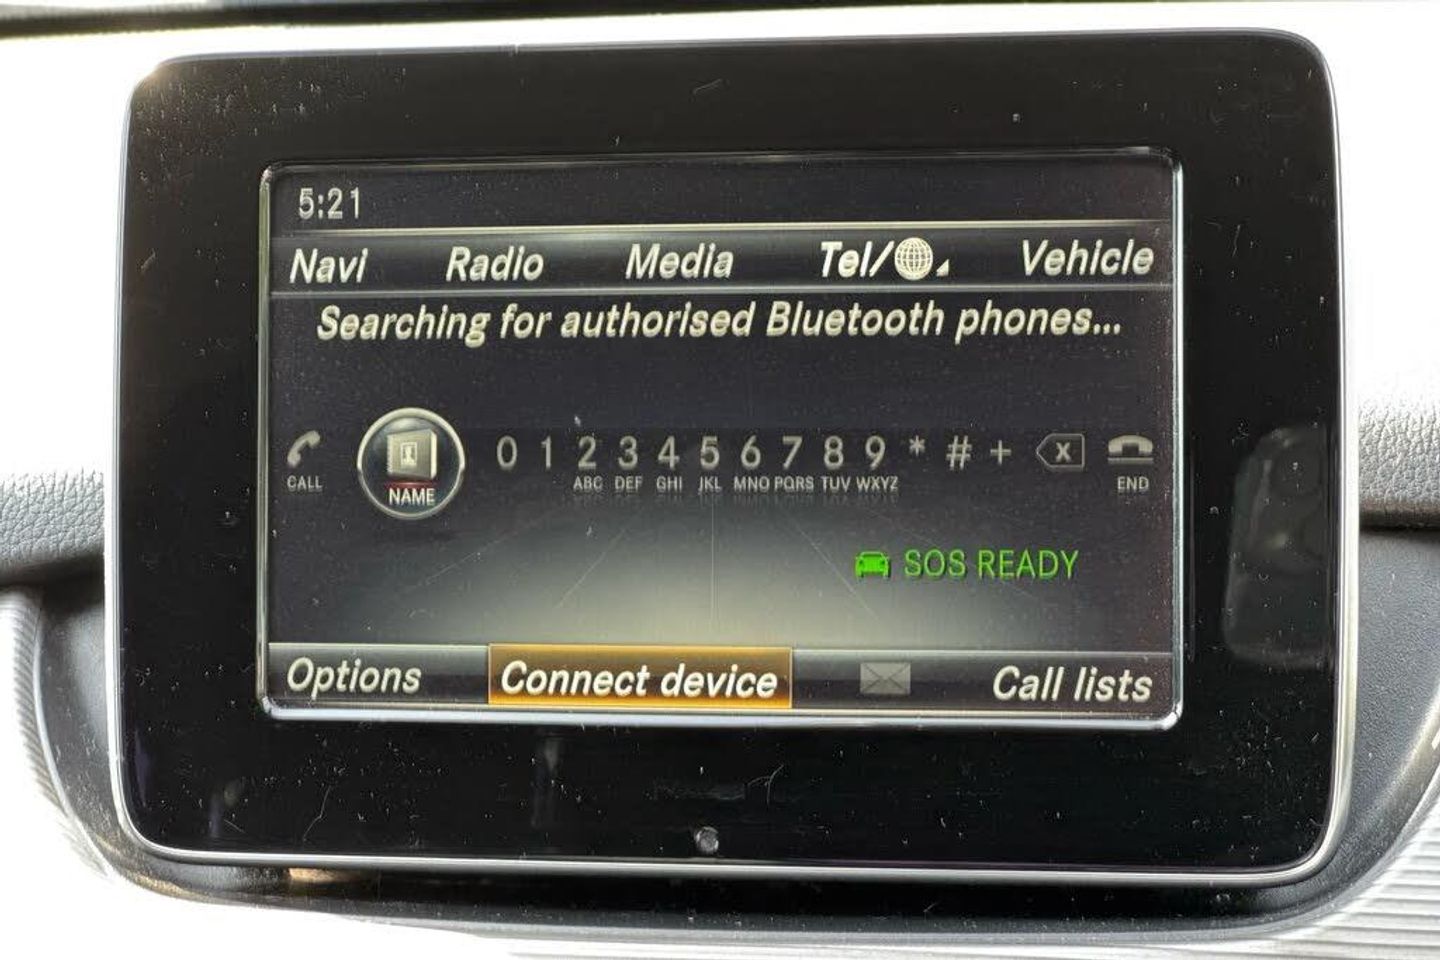 5:21
Navi Radio Media Tel/ Vehicle
Searching for authorised Bluetooth phones...
0 1 2 3 4 5 6 7 8 9 * # + X
CALL NAME ABC DEF GHI JKL MNO PQRS TUV WXYZ END
SOS READY
Options Connect device Call lists